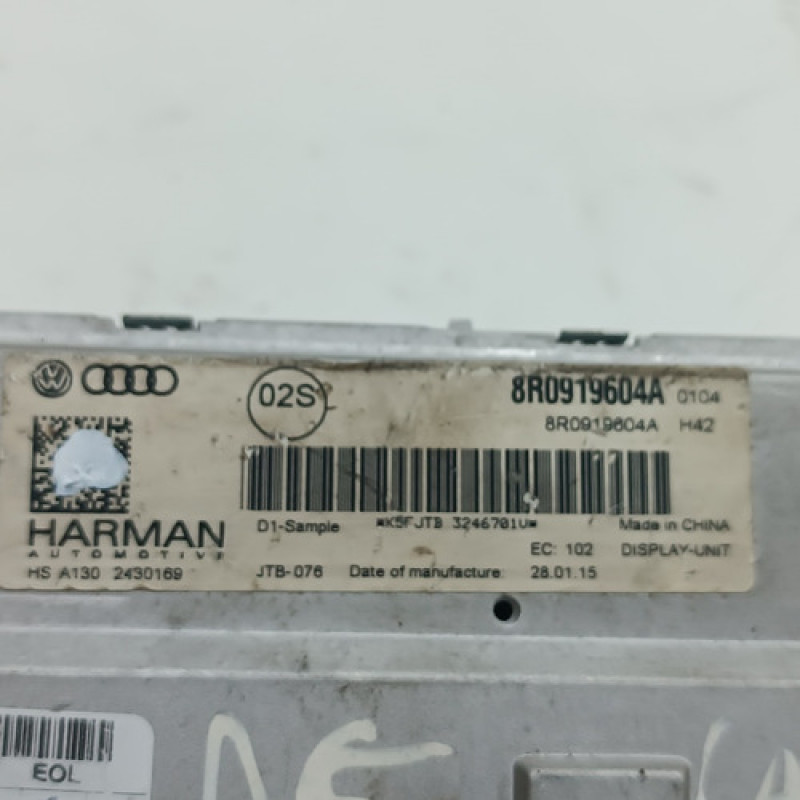 02S
8R0919604A 0104
8R0919604A H42
HARMAN
AUTOMOTIVE
D1-Sample *K5FJTB 3246701U* Made in CHINA
EC: 102 DISPLAY-UNIT
HS A130 2430169 JTB-076 Date of manufacture: 28.01.15
EOL